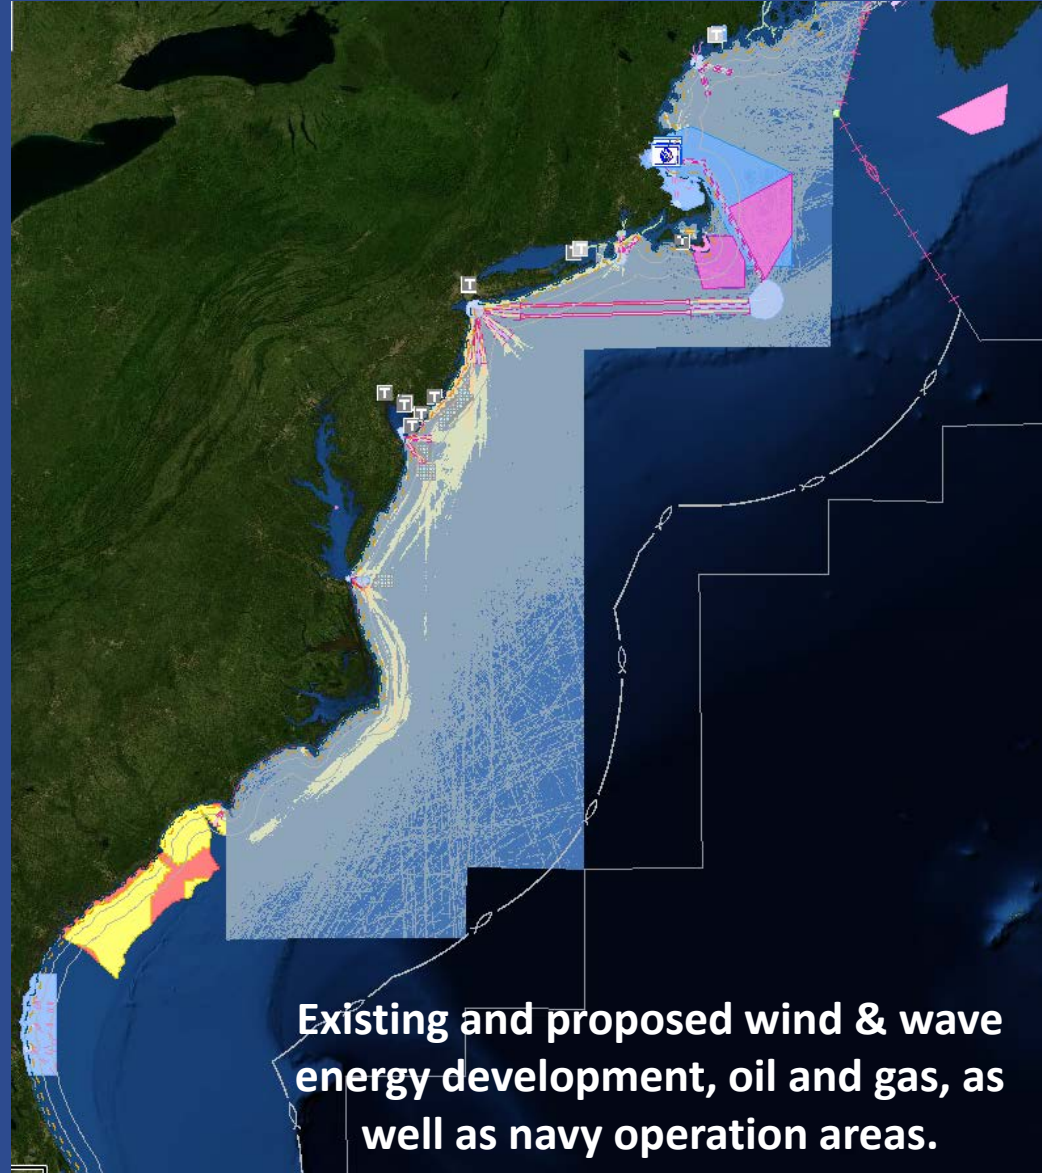 T
T
T
T
T
T
T
T
T
T
Existing and proposed wind & wave
energy development, oil and gas, as
well as navy operation areas.